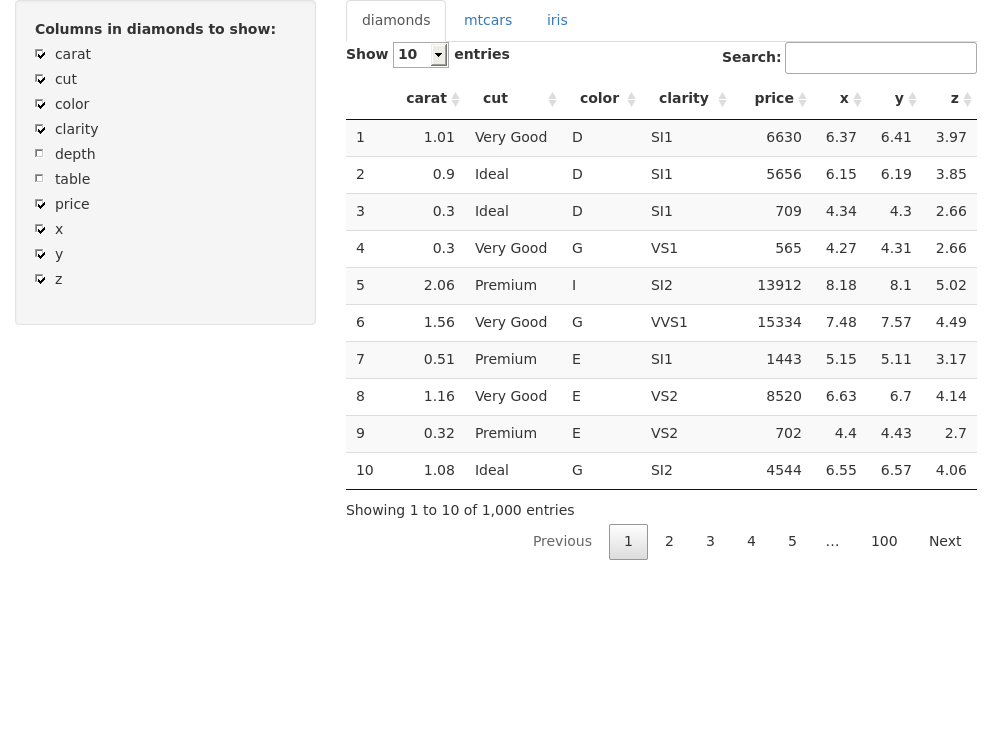 Columns in diamonds to show:
carat
cut
color
clarity
depth
table
price
x
y
z
diamonds mtcars iris
Show 10 entries Search:
carat cut color clarity price x y z
1 1.01 Very Good D SI1 6630 6.37 6.41 3.97
2 0.9 Ideal D SI1 5656 6.15 6.19 3.85
3 0.3 Ideal D SI1 709 4.34 4.3 2.66
4 0.3 Very Good G VS1 565 4.27 4.31 2.66
5 2.06 Premium I SI2 13912 8.18 8.1 5.02
6 1.56 Very Good G VVS1 15334 7.48 7.57 4.49
7 0.51 Premium E SI1 1443 5.15 5.11 3.17
8 1.16 Very Good E VS2 8520 6.63 6.7 4.14
9 0.32 Premium E VS2 702 4.4 4.43 2.7
10 1.08 Ideal G SI2 4544 6.55 6.57 4.06
Showing 1 to 10 of 1,000 entries
Previous 1 2 3 4 5 … 100 Next